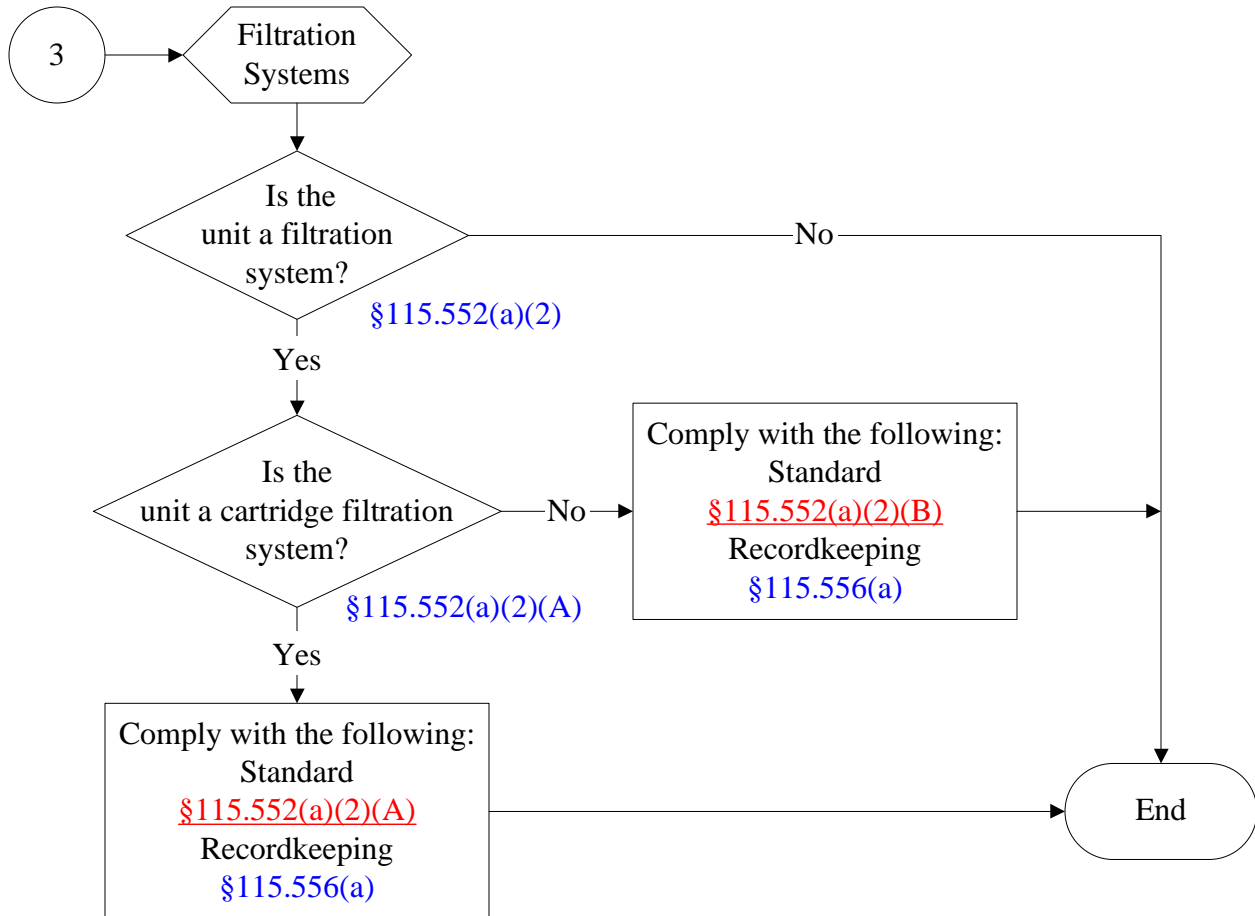 3
Filtration
Systems
Is the
unit a filtration
system?
No
§115.552(a)(2)
Yes
Is the
unit a cartridge filtration
system?
No
§115.552(a)(2)(A)
Comply with the following:
Standard
§115.552(a)(2)(B)
Recordkeeping
§115.556(a)
Yes
Comply with the following:
Standard
§115.552(a)(2)(A)
Recordkeeping
§115.556(a)
End